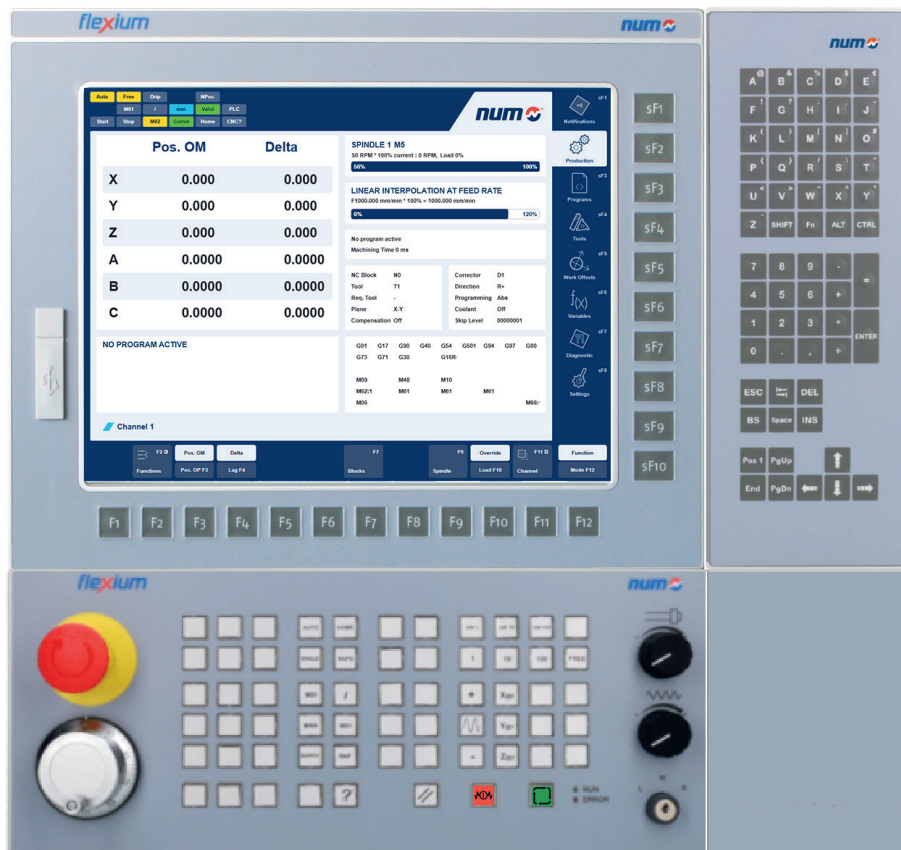 flexium num
num
Auto Free Drip NPos
M01 / mm Valid PLC
Start Stop M02 Comm Home CNC?
num
Pos. OM Delta
X 0.000 0.000
Y 0.000 0.000
Z 0.000 0.000
A 0.0000 0.0000
B 0.0000 0.0000
C 0.0000 0.0000
NO PROGRAM ACTIVE
Channel 1
SPINDLE 1 M5
S0 RPM * 100% current : 0 RPM, Load 0%
50% 100%
LINEAR INTERPOLATION AT FEED RATE
F1000.000 mm/min * 100% = 1000.000 mm/min
0% 120%
No program active
Machining Time 0 ms
NC Block N0
Tool T1
Req. Tool -
Plane X-Y
Compensation Off
Corrector D1
Direction R+
Programming Abs
Coolant Off
Skip Level 00000001
G01 G17 G90 G40 G54 G501 G94 G97 G80
G73 G71 G30 G16R-
M09 M48 M10
M62:1 M61 M61 M61
M05 M66:-
sF1
Notifications
Production
sF3
Programs
sF4
Tools
sF5
Work Offsets
sF6
f(x)
Variables
sF7
Diagnostic
sF8
Settings
F2
Functions
Pos. OM
Pos. OP F3
Delta
Lag F4
F7
Blocks
F9
Spindle
Override
Load F10
F11
Channel
Function
Mode F12
sF1
sF2
sF3
sF4
sF5
sF6
sF7
sF8
sF9
sF10
F1 F2 F3 F4 F5 F6 F7 F8 F9 F10 F11 F12
A @ B & C % D $ E €
F ! G ? H : I ; J ~
K ( L ) M [ N ] O #
P { Q } R / S \ T
U < V > W X Y
Z SHIFT Fn ALT CTRL
7 8 9 - =
4 5 6 +
1 2 3 * ENTER
0 . , ÷
ESC DEL
BS Space INS
Pos 1 PgUp
End PgDn
flexium num
AUTO HOME
SINGLE 1 10 100 FREE
MDI /
+ X
Y
- Z
?
RUN
ERROR
L M R